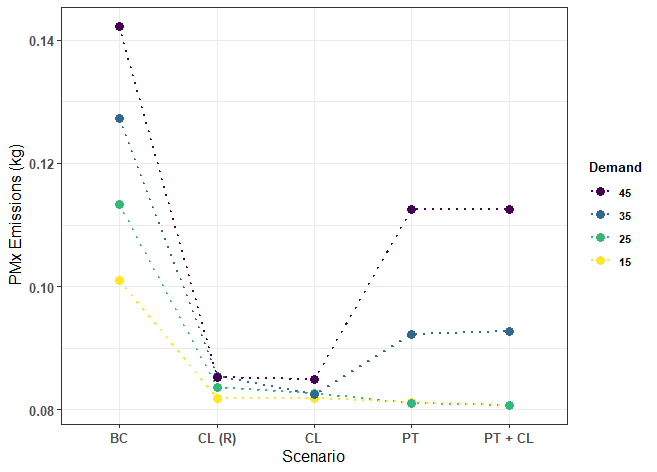 PMx Emissions (kg)
0.14
0.12
0.10
0.08
BC
CL (R)
CL
PT
PT + CL
Scenario
Demand
45
35
25
15